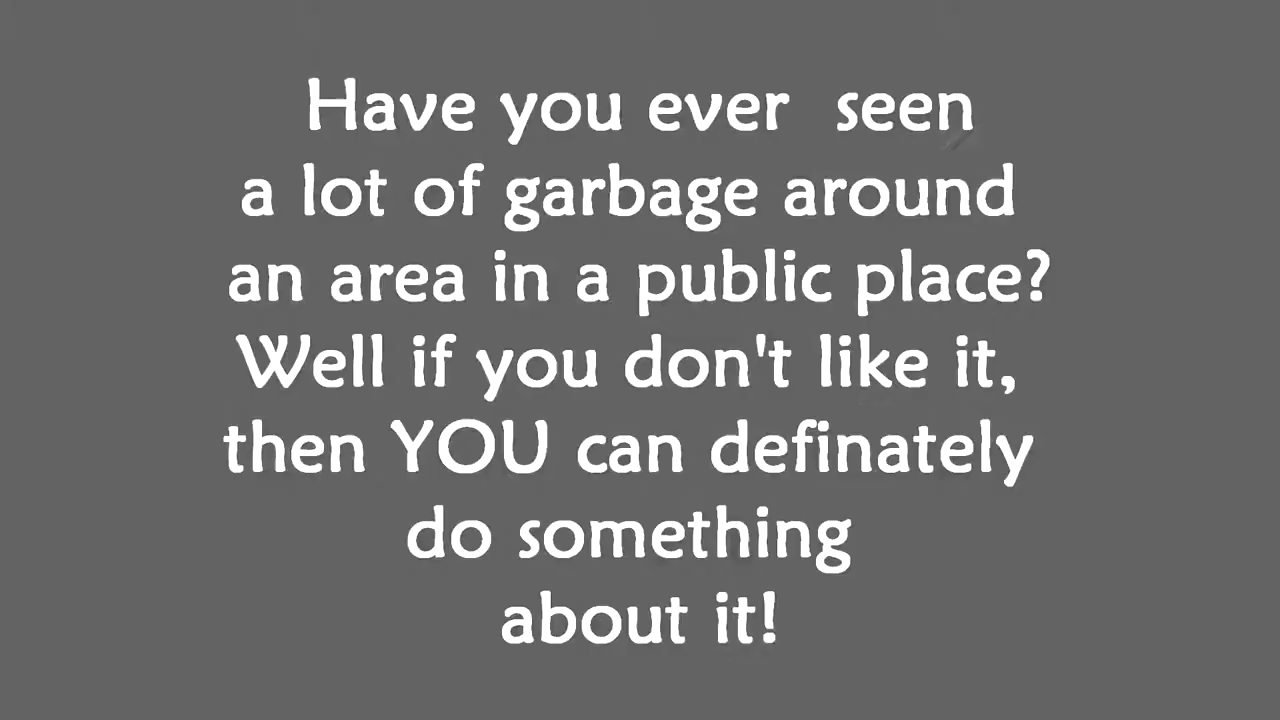 Have you ever  seen
a lot of garbage around
an area in a public place?
Well if you don't like it,
then YOU can definately
do something
about it!